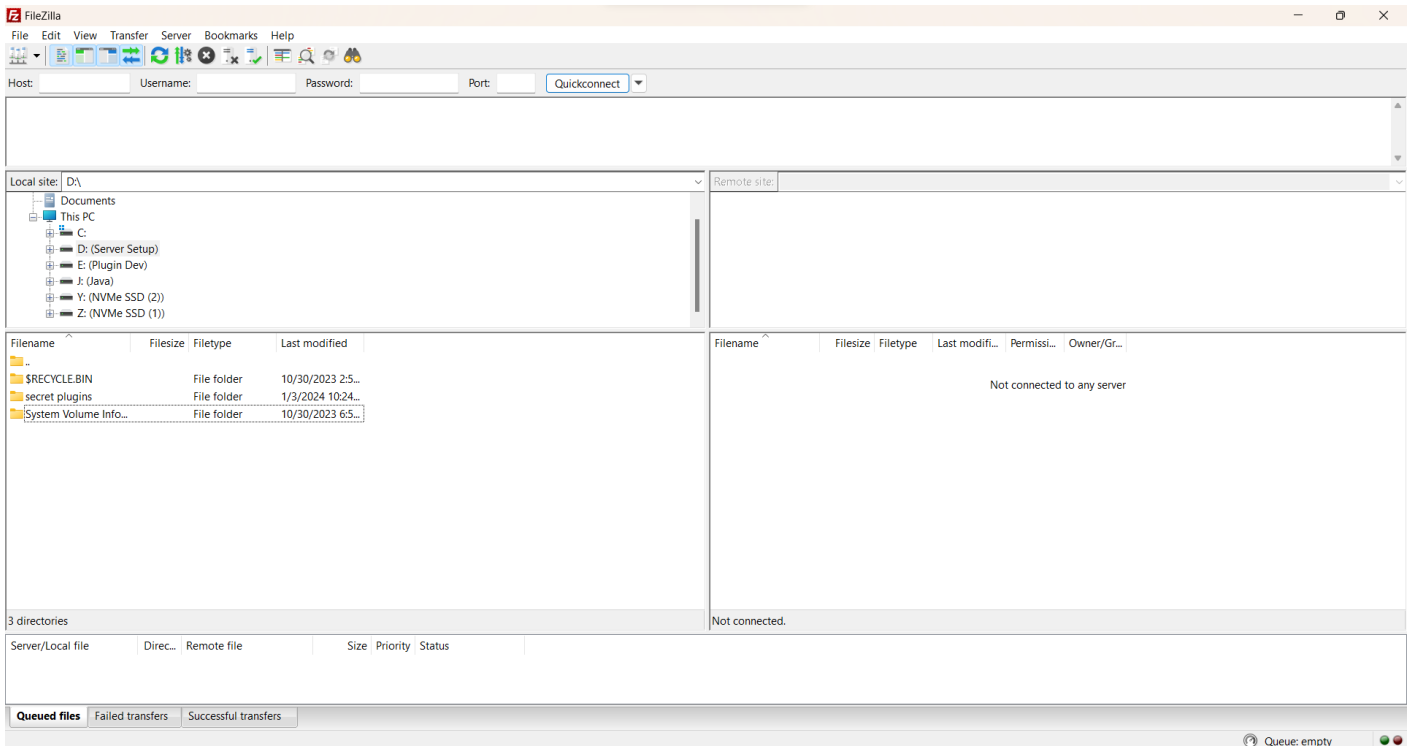 FileZilla
File Edit View Transfer Server Bookmarks Help
Host: Username: Password: Port: Quickconnect
Local site: D:\
Remote site:
Documents
This PC
C:
D: (Server Setup)
E: (Plugin Dev)
J: (Java)
Y: (NVMe SSD (2))
Z: (NVMe SSD (1))
Filename Filesize Filetype Last modified
..
$RECYCLE.BIN File folder 10/30/2023 2:5...
secret plugins File folder 1/3/2024 10:24...
System Volume Info... File folder 10/30/2023 6:5...
3 directories
Filename Filesize Filetype Last modifi... Permissi... Owner/Gr...
Not connected to any server
Not connected.
Server/Local file Direc... Remote file Size Priority Status
Queued files Failed transfers Successful transfers
Queue: empty